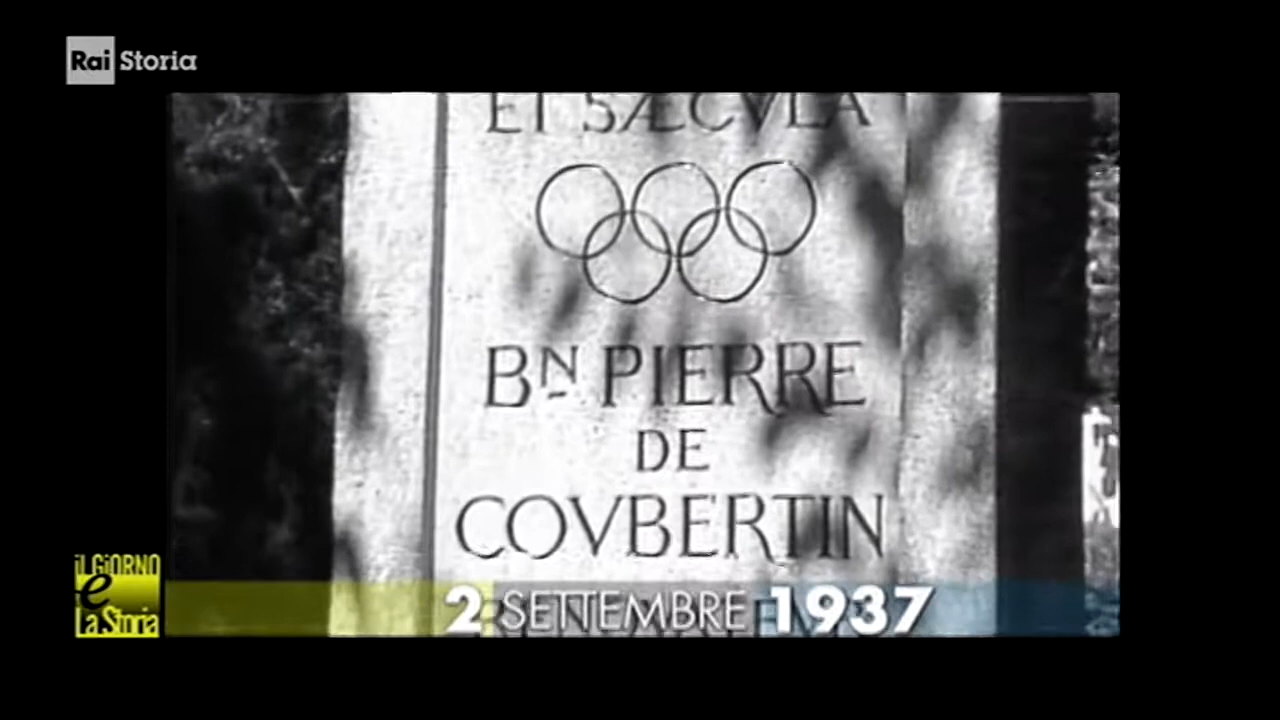 Rai Storia
ET SÆCVLA
Bᴺ PIERRE
DE
COVBERTIN
iL GiORNO
e
La Storia
2 SETTEMBRE 1937